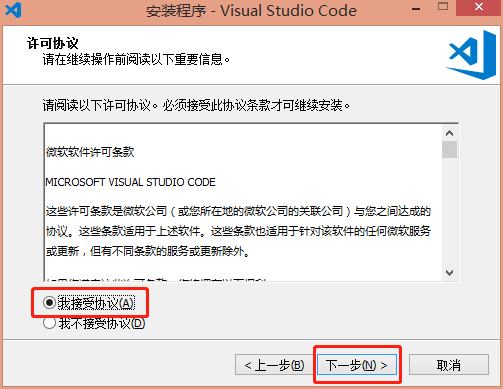 安装程序 - Visual Studio Code
许可协议
请在继续操作前阅读以下重要信息。
请阅读以下许可协议。必须接受此协议条款才可继续安装。
微软软件许可条款
MICROSOFT VISUAL STUDIO CODE
这些许可条款是微软公司（或您所在地的微软公司的关联公司）与您之间达成的
协议。这些条款适用于上述软件。这些条款也适用于针对该软件的任何微软服务
或更新，但有不同条款的服务或更新除外。
我接受协议(A)
我不接受协议(D)
< 上一步(B)
下一步(N) >
取消